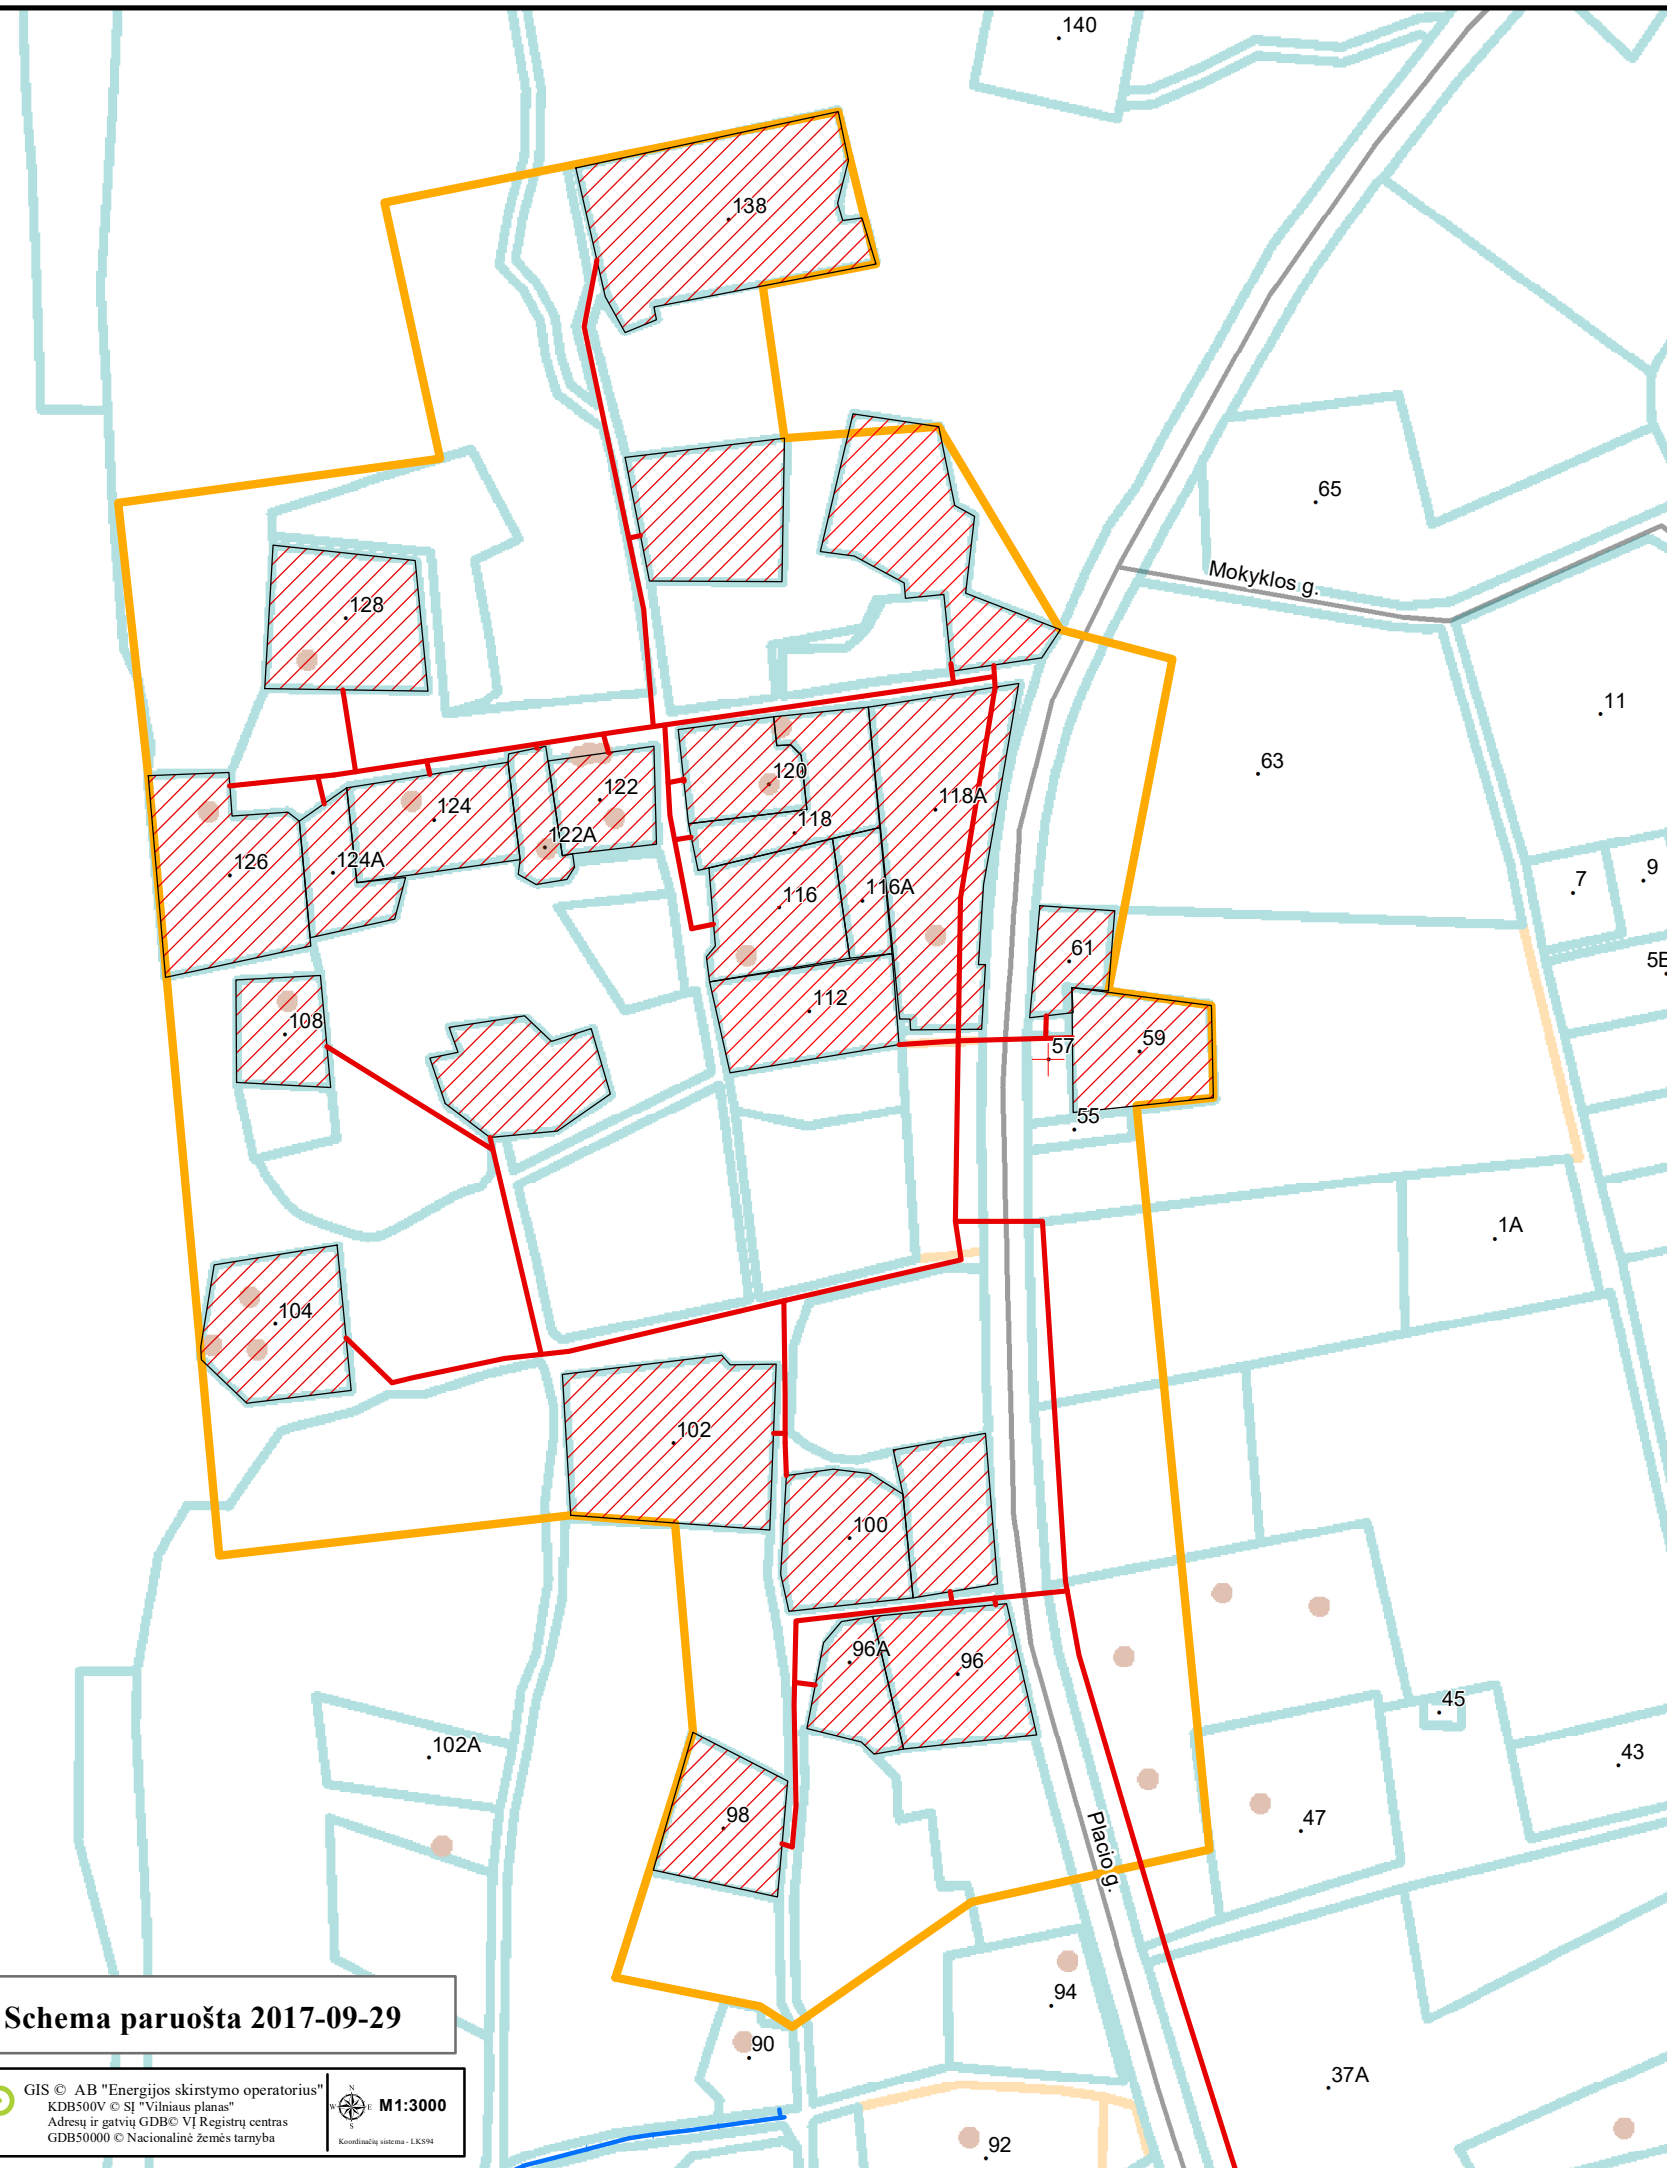 140
138
65
Mokyklos g.
128
11
63
120
122
118A
124
118
122A
9
126
124A
7
116A
116
61
5E
112
108
59
57
55
1A
104
102
100
96A
96
45
102A
43
98
47
Placio g.
94
Schema paruošta 2017-09-29
90
37A
GIS © AB "Energijos skirstymo operatorius"
KDB500V © SĮ "Vilniaus planas"
Adresų ir gatvių GDB© VĮ Registrų centras
GDB50000 © Nacionalinė žemės tarnyba
N
W E
S
M1:3000
Koordinačių sistema - LKS94
92